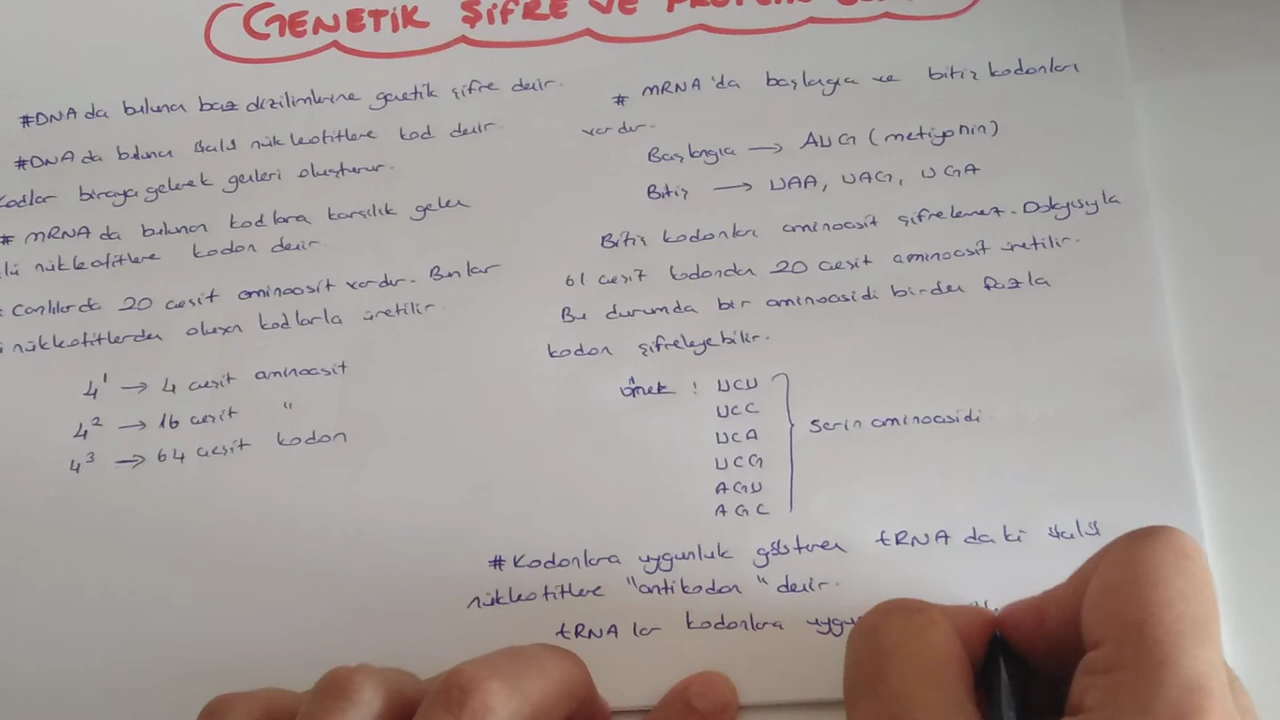 GENETİK ŞİFRE VE
#DNA da bulunan baz dizilimlerine genetik şifre denir.
#DNA da bulunan üçlü nükleotitlere kod denir.
Kodlar biraraya gelerek genleri oluşturur.
# mRNA da bulunan kodlara karşılık gelen
nükleotitlere kodon denir.
Canlılarda 20 çeşit aminoasit vardır. Bunlar
nükleotitlerden oluşan kodlarla üretilir.
4¹ → 4 çeşit aminoasit
4² → 16 çeşit "
4³ → 64 çeşit kodon
# mRNA'da başlangıç ve bitiş kodonları
vardır.
Başlangıç → AUG (metiyonin)
Bitiş → UAA, UAG, UGA
Bitiş kodonları aminoasit şifrelemez. Dolayısıyla
61 çeşit kodondan 20 çeşit aminoasit üretilir.
Bu durumda bir aminoasidi birden fazla
kodon şifreleyebilir.
örnek : UCU
UCC
UCA
UCG
AGU
AGC
Serin aminoasidi
#Kodonlara uygunluk gösteren tRNA daki üçlü
nükleotitlere "antikodon" denir.
tRNA lar kodonlara